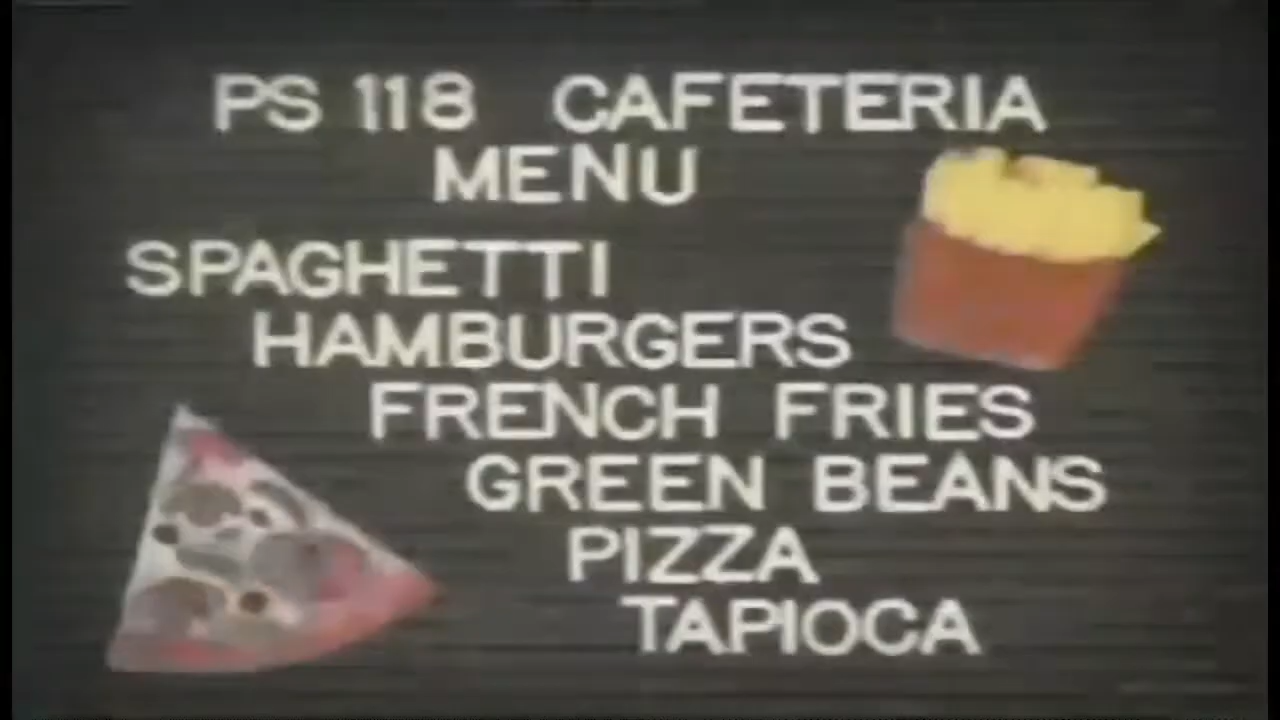 PS 118 CAFETERIA
MENU
SPAGHETTI
HAMBURGERS
FRENCH FRIES
GREEN BEANS
PIZZA
TAPIOCA